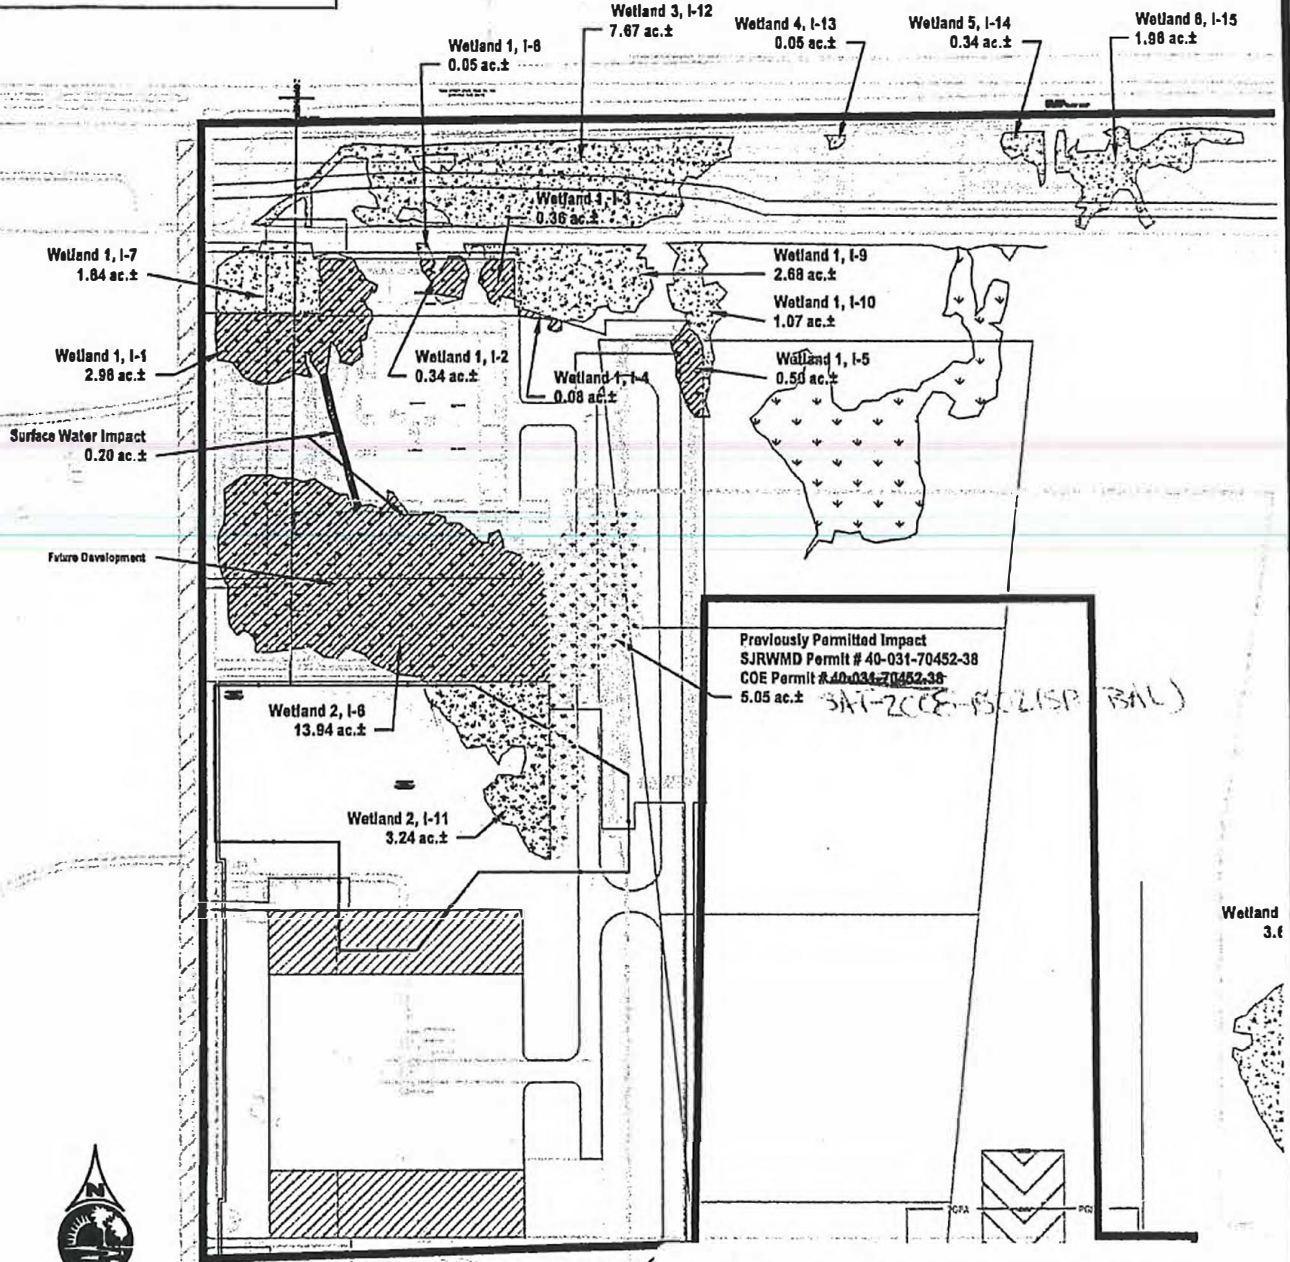 Wetland 3, I-12
7.67 ac.±
Wetland 4, I-13
0.05 ac.±
Wetland 5, I-14
0.34 ac.±
Wetland 6, I-15
1.98 ac.±
Wetland 1, I-8
0.05 ac.±
Wetland 1, I-3
0.36 ac.±
Wetland 1, I-7
1.64 ac.±
Wetland 1, I-9
2.68 ac.±
Wetland 1, I-10
1.07 ac.±
Wetland 1, I-1
2.98 ac.±
Wetland 1, I-2
0.34 ac.±
Wetland 1, I-4
0.08 ac.±
Wetland 1, I-5
0.50 ac.±
Surface Water Impact
0.20 ac.±
Future Development
Previously Permitted Impact
SJRWMD Permit # 40-031-70452-38
COE Permit # 40-031-70452-38
5.05 ac.±
Wetland 2, I-6
13.94 ac.±
Wetland 2, I-11
3.24 ac.±
Wetland
3.6
N